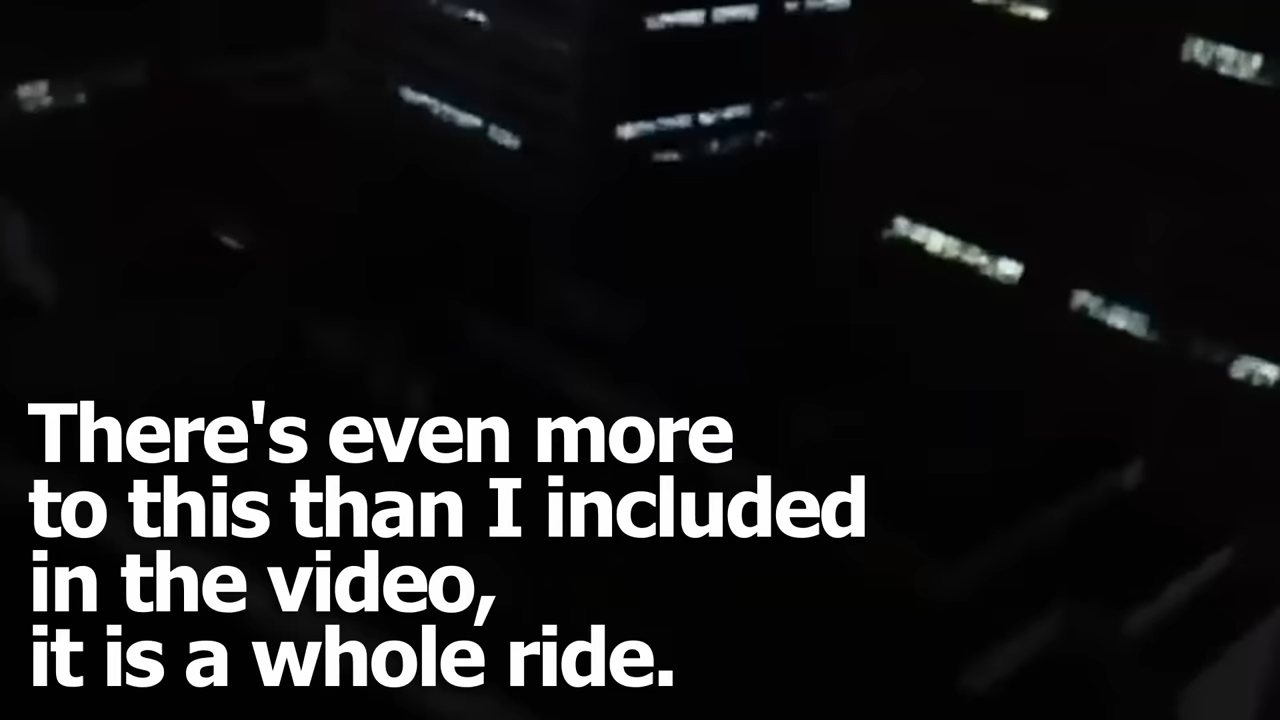 There's even more
to this than I included
in the video,
it is a whole ride.